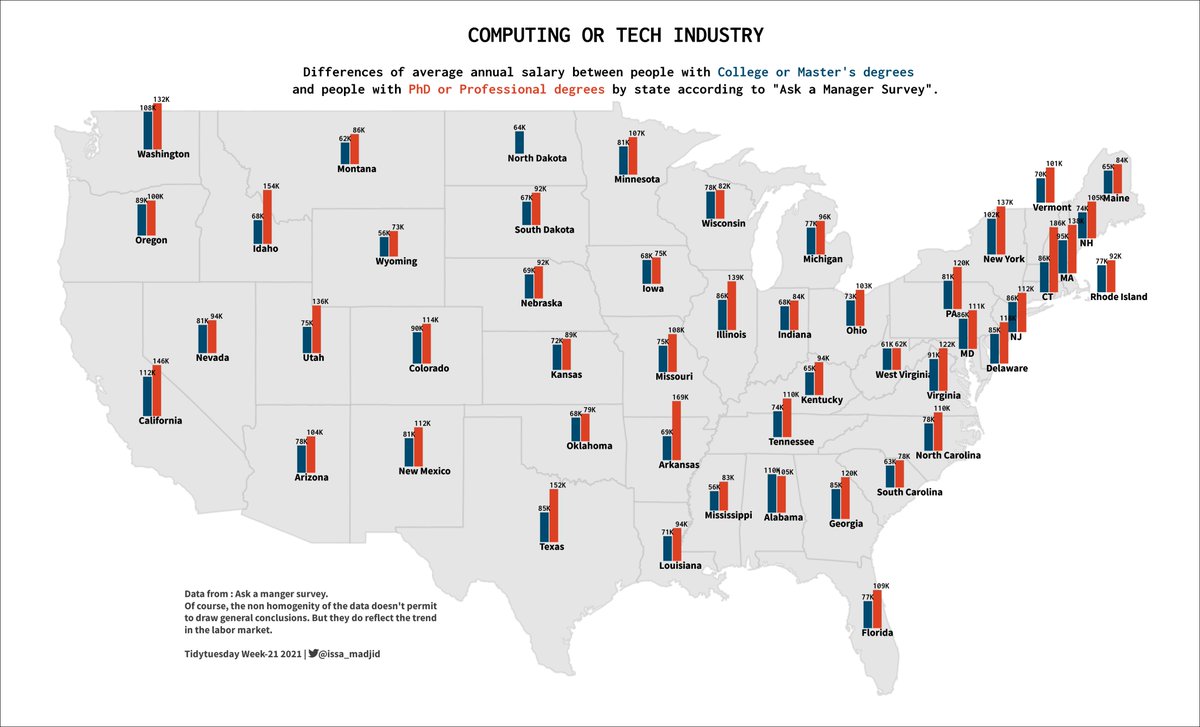 COMPUTING OR TECH INDUSTRY
Differences of average annual salary between people with College or Master's degrees
and people with PhD or Professional degrees by state according to "Ask a Manager Survey".
108K 132K
Washington
62K 86K
Montana
64K
North Dakota
81K 107K
Minnesota
89K 100K
Oregon
68K 154K
Idaho
56K 73K
Wyoming
67K 92K
South Dakota
78K 82K
Wisconsin
77K 96K
Michigan
70K 101K
Vermont
65K 84K
Maine
102K 137K
New York
74K 105K
NH
95K 138K
MA
86K 186K
CT
77K 92K
Rhode Island
69K 92K
Nebraska
68K 75K
Iowa
86K 139K
Illinois
68K 84K
Indiana
73K 103K
Ohio
81K 120K
PA
86K 112K
NJ
86K 111K
MD
85K
Delaware
81K 94K
Nevada
75K 136K
Utah
90K 114K
Colorado
72K 89K
Kansas
75K 108K
Missouri
65K 94K
Kentucky
61K 62K
West Virginia
91K 122K
Virginia
112K 146K
California
78K 104K
Arizona
81K 112K
New Mexico
68K 79K
Oklahoma
69K 169K
Arkansas
74K 110K
Tennessee
78K 110K
North Carolina
63K 78K
South Carolina
85K 152K
Texas
71K 94K
Louisiana
56K 83K
Mississippi
110K 105K
Alabama
85K 120K
Georgia
77K 109K
Florida
Data from : Ask a manger survey.
Of course, the non homogenity of the data doesn't permit
to draw general conclusions. But they do reflect the trend
in the labor market.
Tidytuesday Week-21 2021 | @issa_madjid